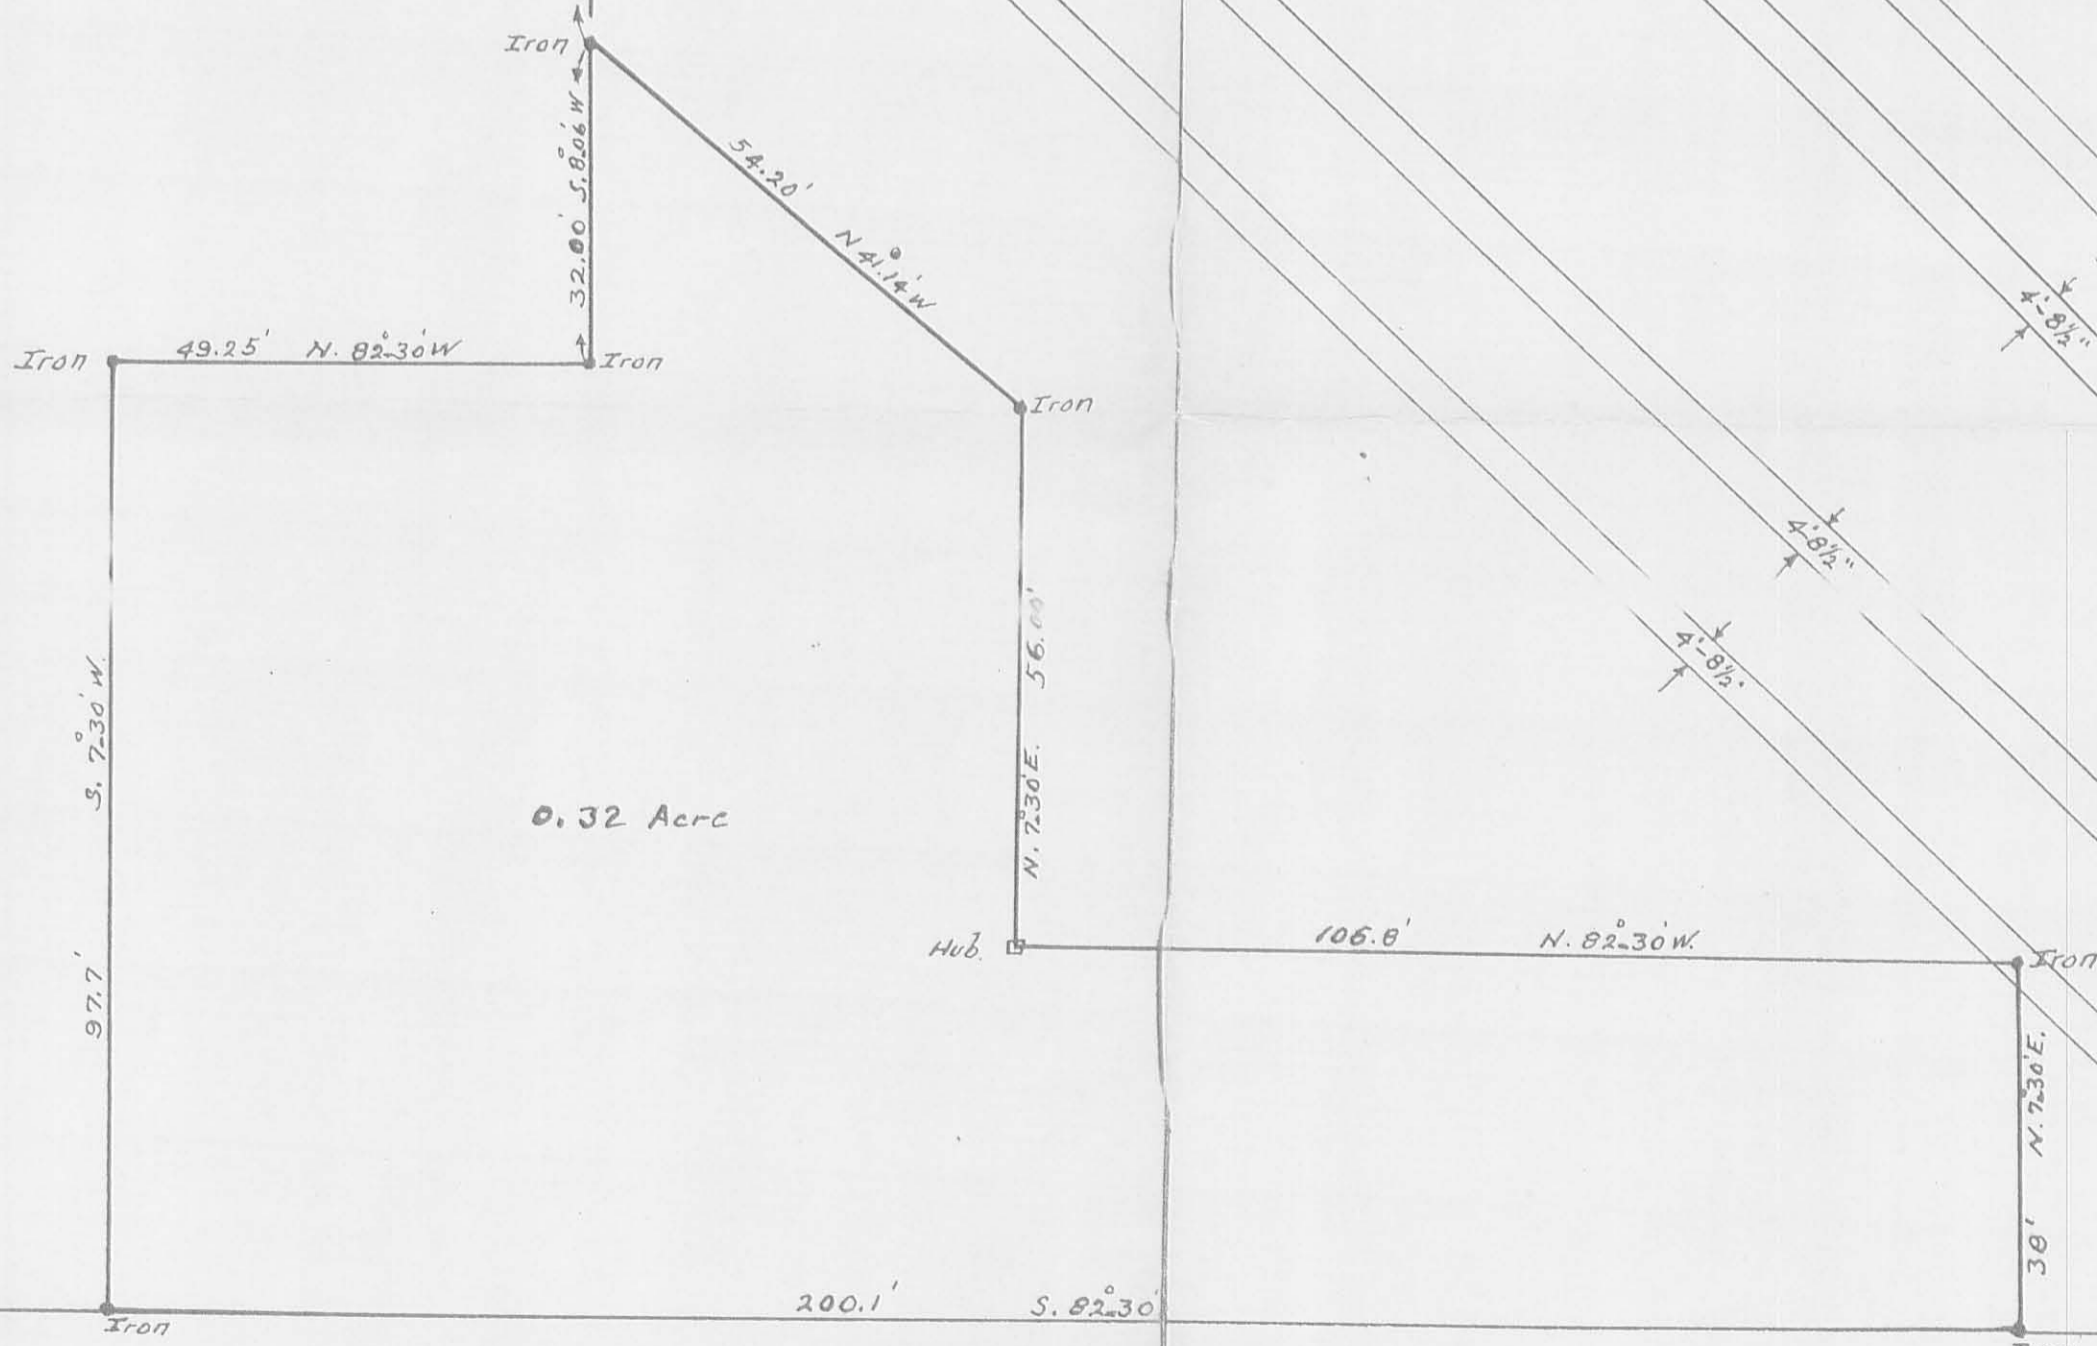 Iron
32.00' S. 8°-06' W
54.20'
N 41°.14' W
4'-8½"
49.25' N. 82°-30' W
Iron
Iron
Iron
4'-8½"
4'-8½"
56.00'
N. 7°-30' E.
S. 7°-30' W.
97.7'
0.32 Acre
Hub.
106.8' N. 82°-30' W.
Iron
N. 7°-30' E.
38'
200.1' S. 82°-30'
Iron